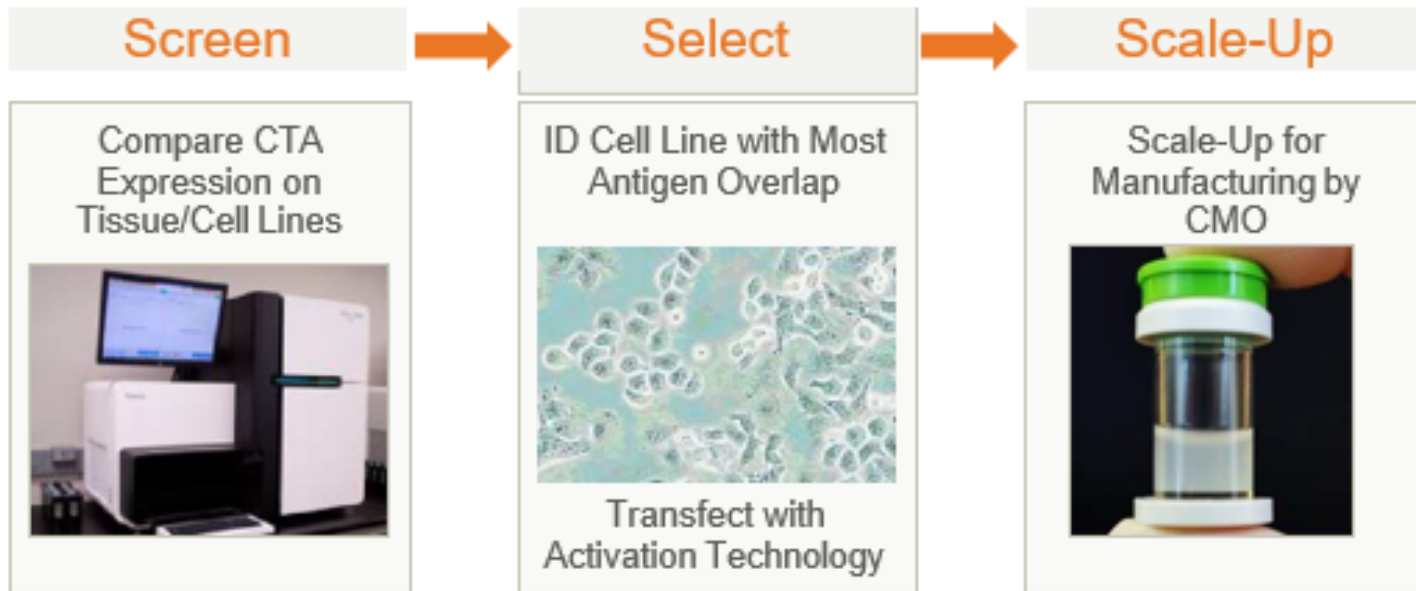 Screen
Select
Scale-Up
Compare CTA
Expression on
Tissue/Cell Lines
ID Cell Line with Most
Antigen Overlap
Transfect with
Activation Technology
Scale-Up for
Manufacturing by
CMO